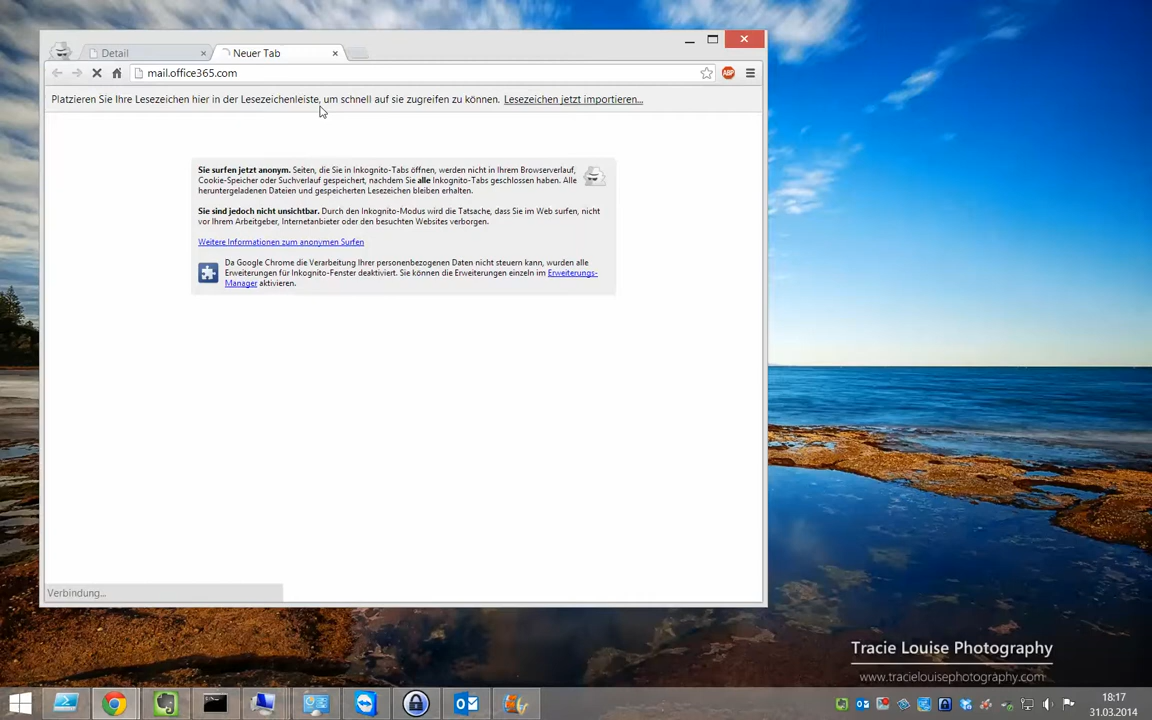 Detail
Neuer Tab
mail.office365.com
ABP
Platzieren Sie Ihre Lesezeichen hier in der Lesezeichenleiste, um schnell auf sie zugreifen zu können. Lesezeichen jetzt importieren...
Sie surfen jetzt anonym. Seiten, die Sie in Inkognito-Tabs öffnen, werden nicht in Ihrem Browserverlauf,
Cookie-Speicher oder Suchverlauf gespeichert, nachdem Sie alle Inkognito-Tabs geschlossen haben. Alle
heruntergeladenen Dateien und gespeicherten Lesezeichen bleiben erhalten.
Sie sind jedoch nicht unsichtbar. Durch den Inkognito-Modus wird die Tatsache, dass Sie im Web surfen, nicht
vor Ihrem Arbeitgeber, Internetanbieter oder den besuchten Websites verborgen.
Weitere Informationen zum anonymen Surfen
Da Google Chrome die Verarbeitung Ihrer personenbezogenen Daten nicht steuern kann, wurden alle
Erweiterungen für Inkognito-Fenster deaktiviert. Sie können die Erweiterungen einzeln im Erweiterungs-
Manager aktivieren.
Verbindung...
Tracie Louise Photography
www.tracielouisephotography.com
18:17
31.03.2014